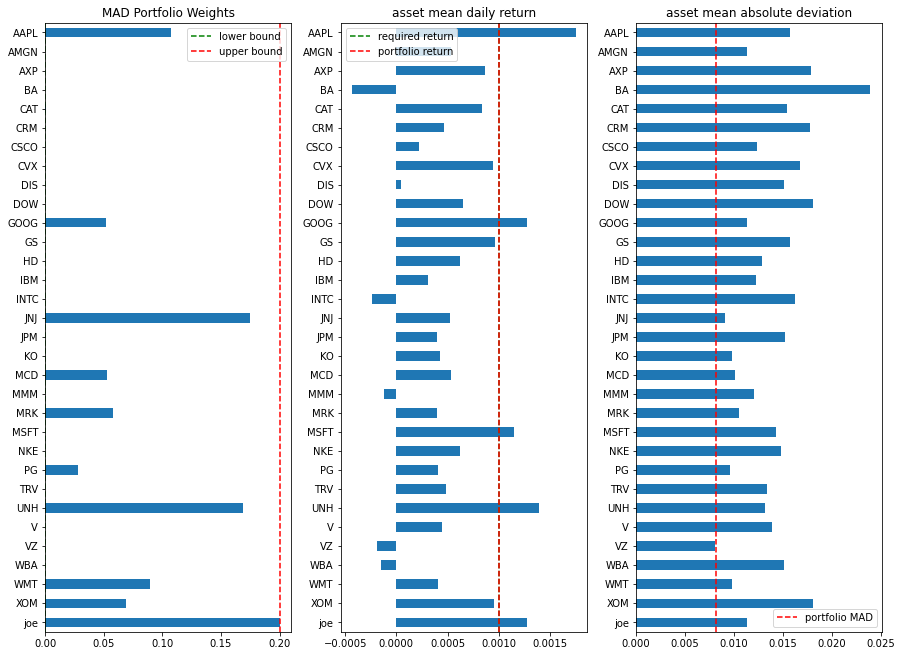 MAD Portfolio Weights
lower bound
upper bound
AAPL
AMGN
AXP
BA
CAT
CRM
CSCO
CVX
DIS
DOW
GOOG
GS
HD
IBM
INTC
JNJ
JPM
KO
MCD
MMM
MRK
MSFT
NKE
PG
TRV
UNH
V
VZ
WBA
WMT
XOM
joe
0.00 0.05 0.10 0.15 0.20
asset mean daily return
required return
portfolio return
AAPL
AMGN
AXP
BA
CAT
CRM
CSCO
CVX
DIS
DOW
GOOG
GS
HD
IBM
INTC
JNJ
JPM
KO
MCD
MMM
MRK
MSFT
NKE
PG
TRV
UNH
V
VZ
WBA
WMT
XOM
joe
−0.0005 0.0000 0.0005 0.0010 0.0015
asset mean absolute deviation
AAPL
AMGN
AXP
BA
CAT
CRM
CSCO
CVX
DIS
DOW
GOOG
GS
HD
IBM
INTC
JNJ
JPM
KO
MCD
MMM
MRK
MSFT
NKE
PG
TRV
UNH
V
VZ
WBA
WMT
XOM
joe
portfolio MAD
0.000 0.005 0.010 0.015 0.020 0.025